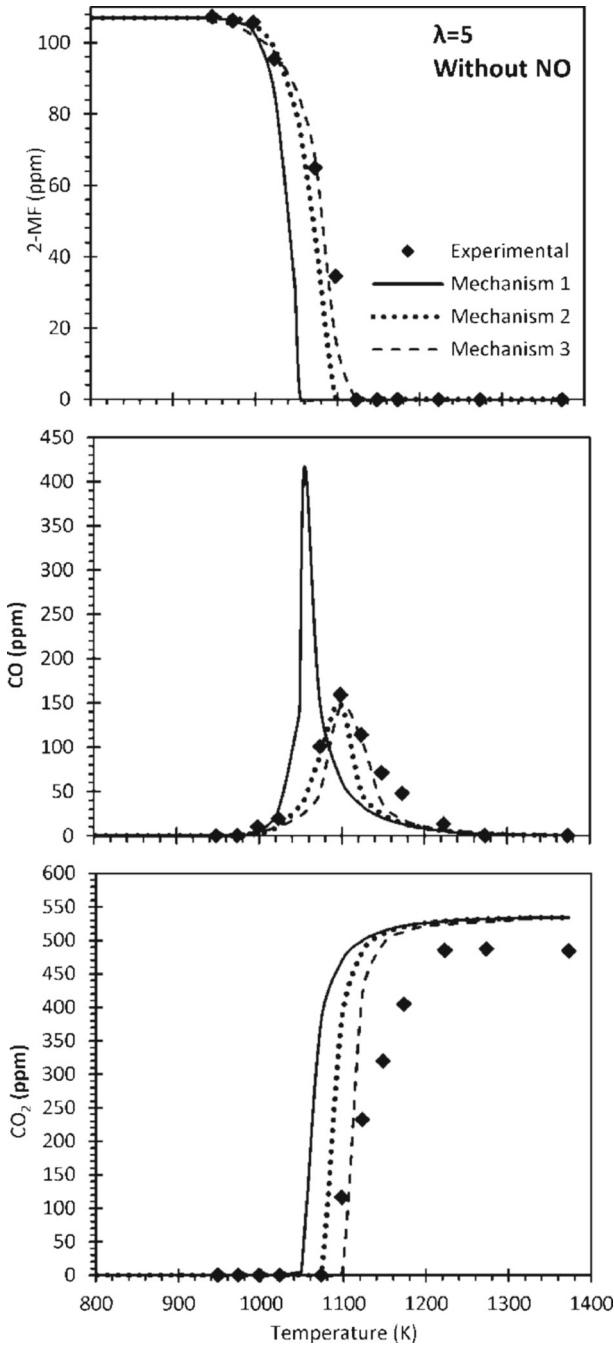 λ=5
Without NO
2-MF (ppm)
100
80
60
40
20
0
Experimental
Mechanism 1
Mechanism 2
Mechanism 3
CO (ppm)
450
400
350
300
250
200
150
100
50
0
CO₂ (ppm)
600
550
500
450
400
350
300
250
200
150
100
50
0
800 900 1000 1100 1200 1300 1400
Temperature (K)